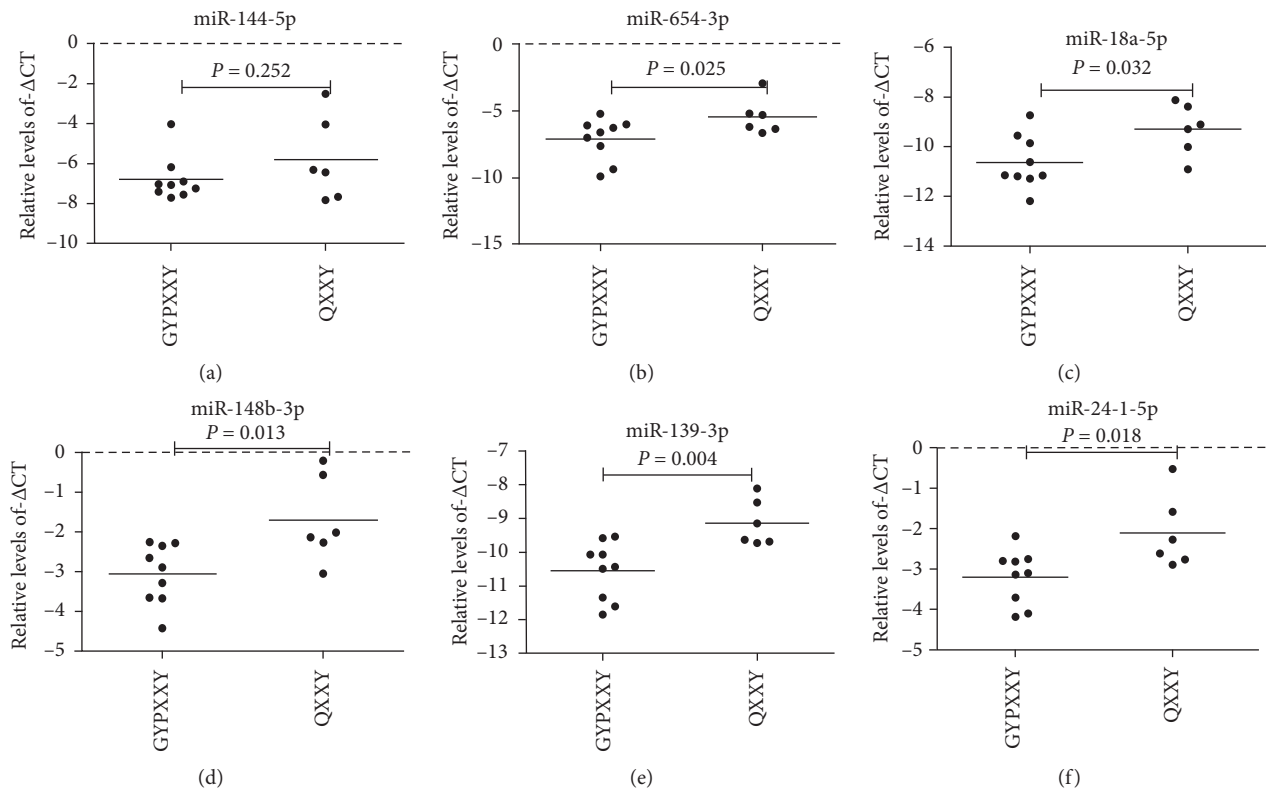 miR-144-5p
0
−2
−4
−6
−8
−10
Relative levels of-ΔCT
P = 0.252
GYPXXY
QXXY
(a)
miR-654-3p
0
−5
−10
−15
Relative levels of-ΔCT
P = 0.025
GYPXXY
QXXY
(b)
miR-18a-5p
−6
−8
−10
−12
−14
Relative levels of-ΔCT
P = 0.032
GYPXXY
QXXY
(c)
miR-148b-3p
P = 0.013
0
−1
−2
−3
−4
−5
Relative levels of-ΔCT
GYPXXY
QXXY
(d)
miR-139-3p
−7
−8
−9
−10
−11
−12
−13
Relative levels of-ΔCT
P = 0.004
GYPXXY
QXXY
(e)
miR-24-1-5p
P = 0.018
0
−1
−2
−3
−4
−5
Relative levels of-ΔCT
GYPXXY
QXXY
(f)